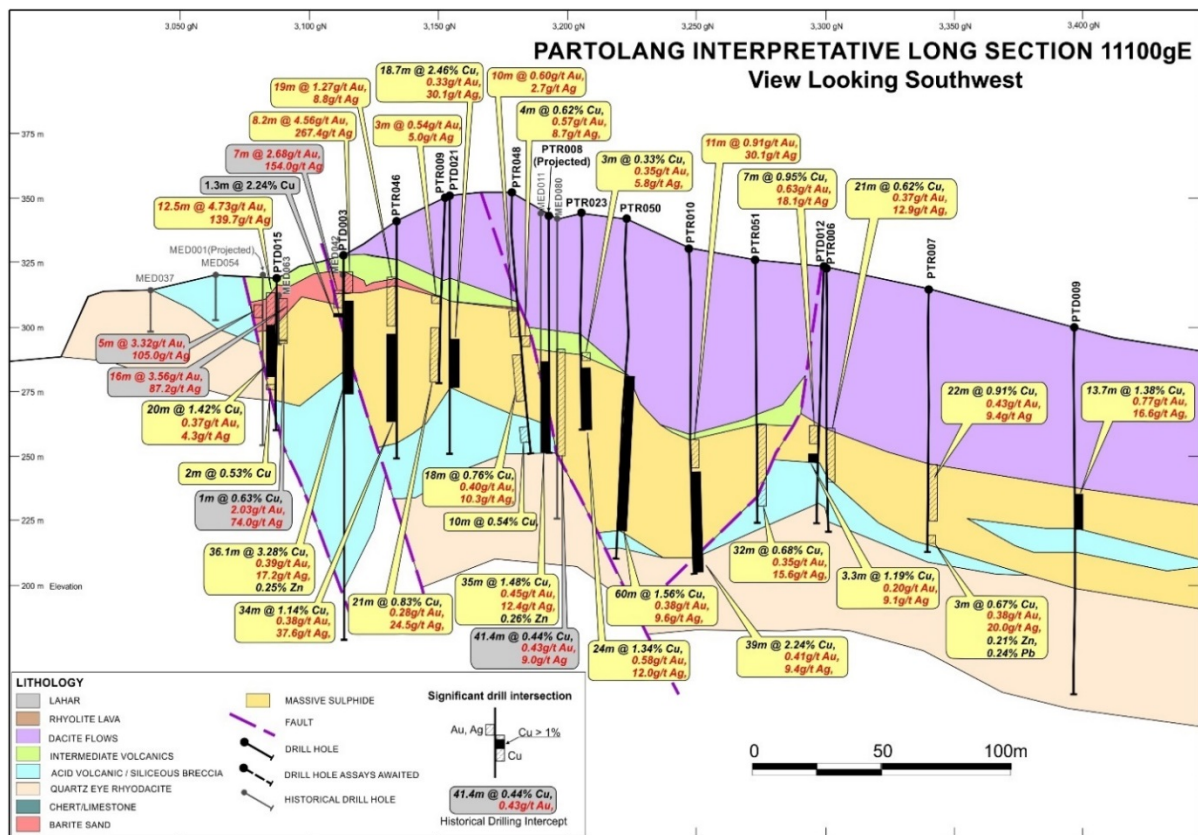 3,050 gN
3,100 gN
3,150 gN
3,200 gN
3,250 gN
3,300 gN
3,400 gN
PARTOLANG INTERPRETATIVE LONG SECTION 11100gE
View Looking Southwest
375 m
350 m
325 m
300 m
275 m
250 m
225 m
200 m Elevation
19m @ 1.27g/t Au,
8.8g/t Ag
18.7m @ 2.46% Cu,
0.33g/t Au,
30.1g/t Ag,
10m @ 0.60g/t Au,
2.7g/t Ag
8.2m @ 4.56g/t Au,
267.4g/t Ag
3m @ 0.54g/t Au,
5.0g/t Ag
4m @ 0.62% Cu,
0.57g/t Au,
8.7g/t Ag,
7m @ 2.68g/t Au,
154.0g/t Ag
1.3m @ 2.24% Cu
12.5m @ 4.73g/t Au,
139.7g/t Ag
3m @ 0.33% Cu,
0.35g/t Au,
5.8g/t Ag,
11m @ 0.91g/t Au,
30.1g/t Ag
7m @ 0.95% Cu,
0.63g/t Au,
18.1g/t Ag,
21m @ 0.62% Cu,
0.37g/t Au,
12.9g/t Ag,
MED037
MED054
MED001(Projected)
PTD015
MED063
MED042
PTD003
PTR046
PTR009
PTD021
PTR048
MED011
PTR008
(Projected)
MED080
PTR023
PTR050
PTR010
PTR051
PTD012
PTR006
PTR007
PTD009
5m @ 3.32g/t Au,
105.0g/t Ag
16m @ 3.56g/t Au,
87.2g/t Ag
20m @ 1.42% Cu,
0.37g/t Au,
4.3g/t Ag
2m @ 0.53% Cu
1m @ 0.63% Cu,
2.03g/t Au,
74.0g/t Ag
36.1m @ 3.28% Cu,
0.39g/t Au,
17.2g/t Ag,
0.25% Zn
34m @ 1.14% Cu,
0.38g/t Au,
37.6g/t Ag,
21m @ 0.83% Cu,
0.28g/t Au,
24.5g/t Ag,
18m @ 0.76% Cu,
0.40g/t Au,
10.3g/t Ag,
10m @ 0.54% Cu,
35m @ 1.48% Cu,
0.45g/t Au,
12.4g/t Ag,
0.26% Zn
41.4m @ 0.44% Cu,
0.43g/t Au,
9.0g/t Ag
24m @ 1.34% Cu,
0.58g/t Au,
12.0g/t Ag,
60m @ 1.56% Cu,
0.38g/t Au,
9.6g/t Ag,
39m @ 2.24% Cu,
0.41g/t Au,
9.4g/t Ag,
32m @ 0.68% Cu,
0.35g/t Au,
15.6g/t Ag,
3.3m @ 1.19% Cu,
0.20g/t Au,
9.1g/t Ag
22m @ 0.91% Cu,
0.43g/t Au,
9.4g/t Ag
3m @ 0.67% Cu,
0.38g/t Au,
20.0g/t Ag,
0.21% Zn,
0.24% Pb
13.7m @ 1.38% Cu,
0.77g/t Au,
16.6g/t Ag,
LITHOLOGY
LAHAR
RHYOLITE LAVA
DACITE FLOWS
INTERMEDIATE VOLCANICS
ACID VOLCANIC / SILICEOUS BRECCIA
QUARTZ EYE RHYODACITE
CHERT/LIMESTONE
BARITE SAND
MASSIVE SULPHIDE
FAULT
DRILL HOLE
DRILL HOLE ASSAYS AWAITED
HISTORICAL DRILL HOLE
Significant drill intersection
Au, Ag
Cu > 1%
Cu
41.4m @ 0.44% Cu,
0.43g/t Au,
Historical Drilling Intercept
0 50 100m